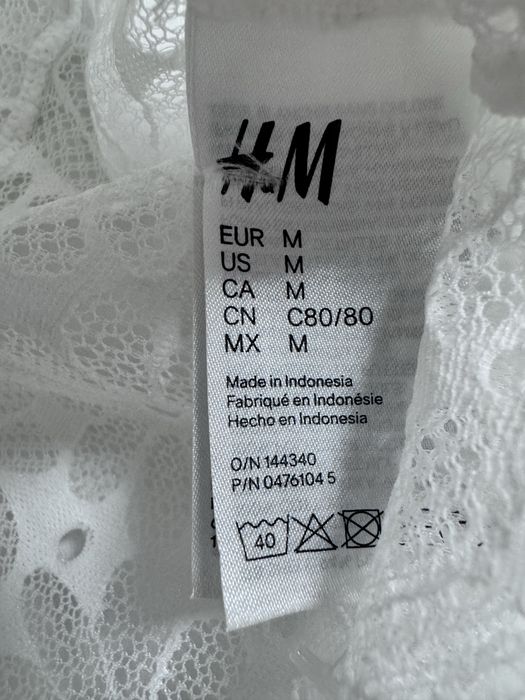 H&M
EUR M
US M
CA M
CN C80/80
MX M
Made in Indonesia
Fabriqué en Indonésie
Hecho en Indonesia
O/N 144340
P/N 0476104 5
40